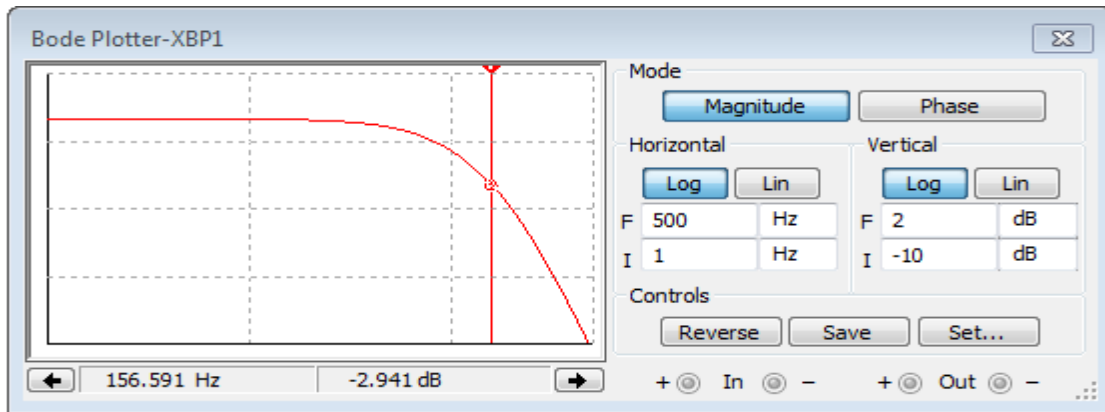 Bode Plotter-XBP1
Mode
Magnitude Phase
Horizontal Vertical
Log Lin Log Lin
F 500 Hz F 2 dB
I 1 Hz I -10 dB
Controls
Reverse Save Set...
156.591 Hz -2.941 dB + In - + Out -